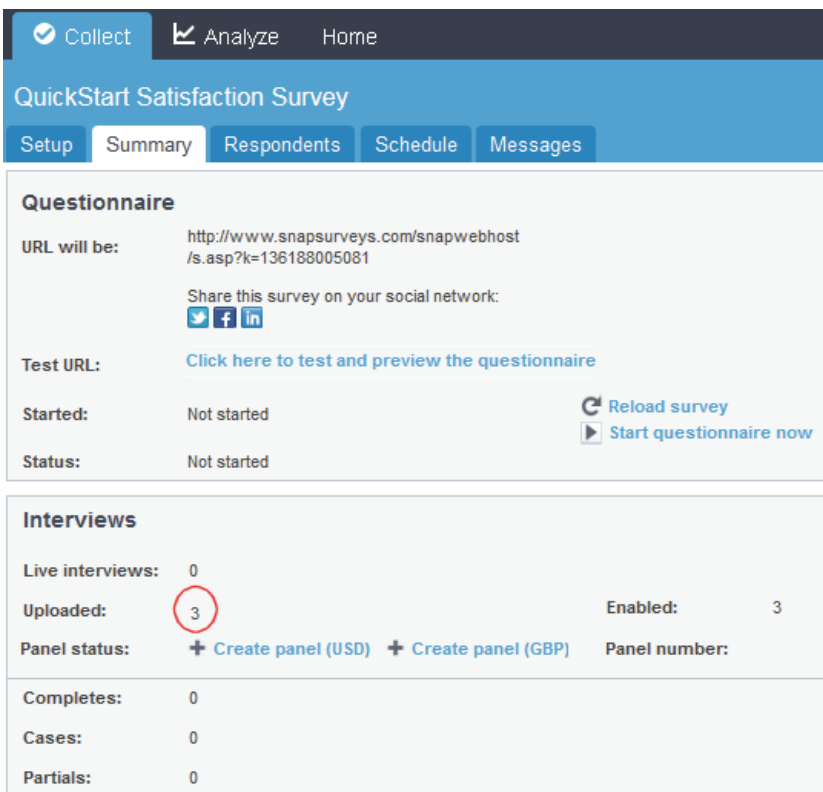 Collect Analyze Home
QuickStart Satisfaction Survey
Setup Summary Respondents Schedule Messages
Questionnaire
URL will be: http://www.snapsurveys.com/snapwebhost
/s.asp?k=136188005081
Share this survey on your social network:
f in
Test URL: Click here to test and preview the questionnaire
Started: Not started Reload survey
Start questionnaire now
Status: Not started
Interviews
Live interviews: 0
Uploaded: 3 Enabled: 3
Panel status: + Create panel (USD) + Create panel (GBP) Panel number:
Completes: 0
Cases: 0
Partials: 0